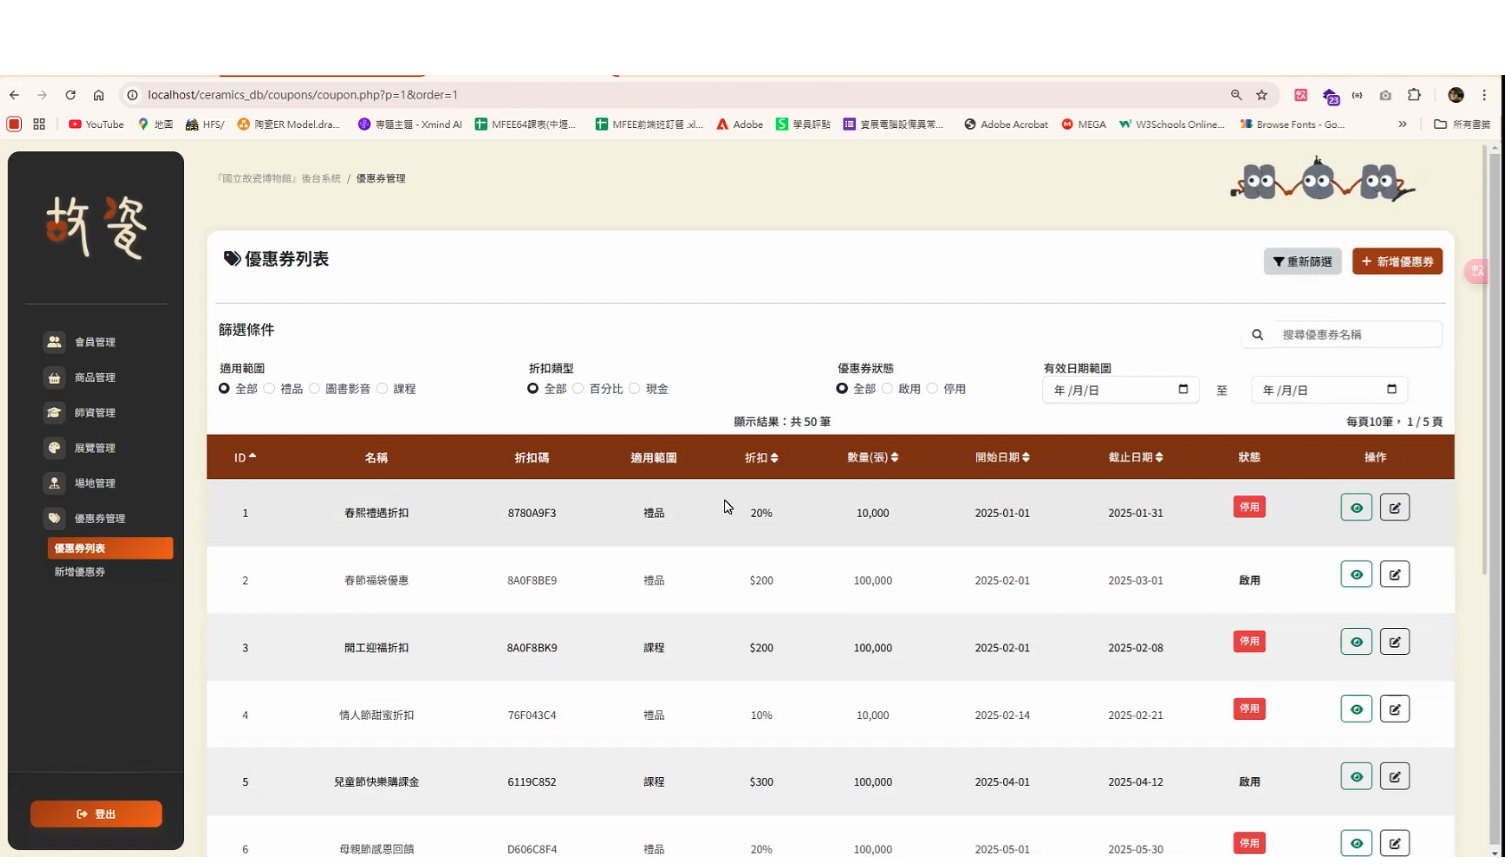 localhost/ceramics_db/coupons/coupon.php?p=1&order=1
23
YouTube 地圖 HFS/ 陶瓷ER Model.dra... 專題主題 - Xmind AI MFEE64課表(中壢... MFEE前端班訂餐 .xl... Adobe 學員評點 資展電腦設備異常... Adobe Acrobat MEGA W3Schools Online... Browse Fonts - Go... » 所有書籤
故瓷
『國立故瓷博物館』後台系統 / 優惠券管理
優惠券列表
重新篩選
+ 新增優惠券
篩選條件
搜尋優惠券名稱
適用範圍 折扣類型 優惠券狀態 有效日期範圍
全部 禮品 圖書影音 課程 全部 百分比 現金 全部 啟用 停用 年 /月/日 至 年 /月/日
顯示結果：共 50 筆 每頁10筆， 1 / 5 頁
ID 名稱 折扣碼 適用範圍 折扣 數量(張) 開始日期 截止日期 狀態 操作
1 春熙禮遇折扣 8780A9F3 禮品 20% 10,000 2025-01-01 2025-01-31 停用
2 春節福袋優惠 8A0F8BE9 禮品 $200 100,000 2025-02-01 2025-03-01 啟用
3 開工迎福折扣 8A0F8BK9 課程 $200 100,000 2025-02-01 2025-02-08 停用
4 情人節甜蜜折扣 76F043C4 禮品 10% 10,000 2025-02-14 2025-02-21 停用
5 兒童節快樂購課金 6119C852 課程 $300 100,000 2025-04-01 2025-04-12 啟用
6 母親節感恩回饋 D606C8F4 禮品 20% 100,000 2025-05-01 2025-05-30 停用
會員管理
商品管理
師資管理
展覽管理
場地管理
優惠券管理
優惠券列表
新增優惠券
登出